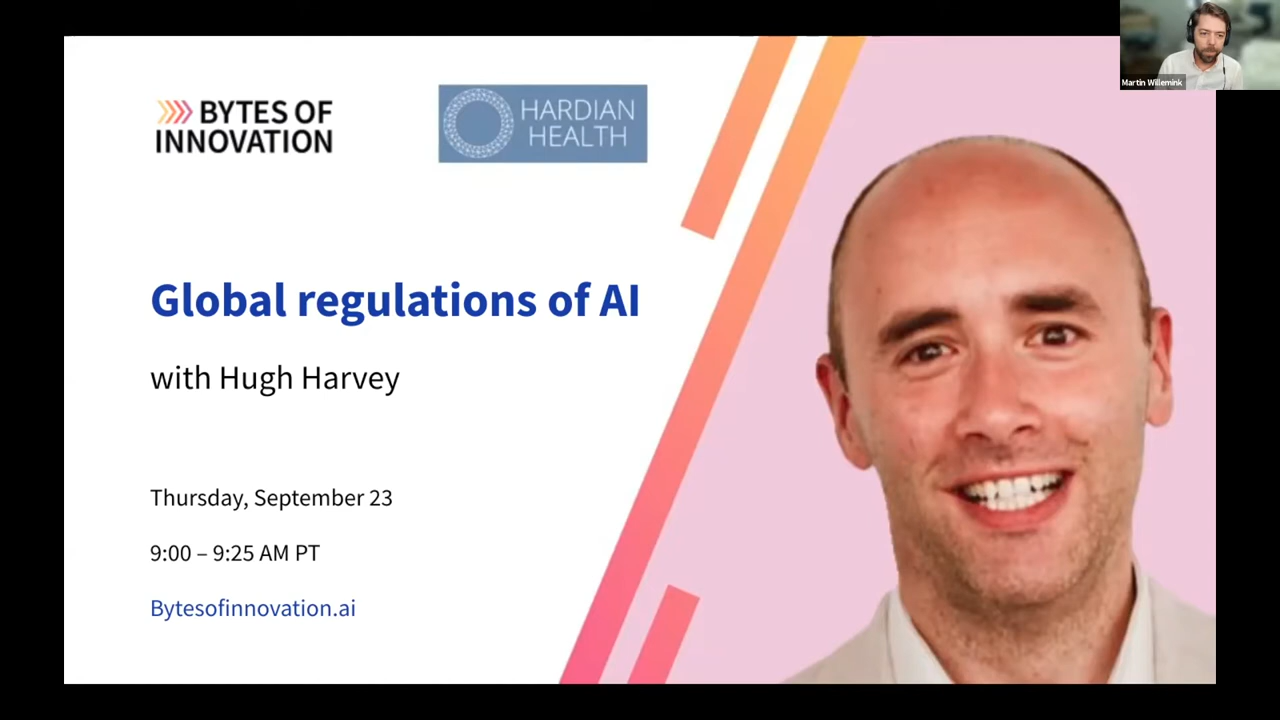 BYTES OF
INNOVATION
HARDIAN
HEALTH
Global regulations of AI
with Hugh Harvey
Thursday, September 23
9:00 – 9:25 AM PT
Bytesofinnovation.ai
Martin Willemink